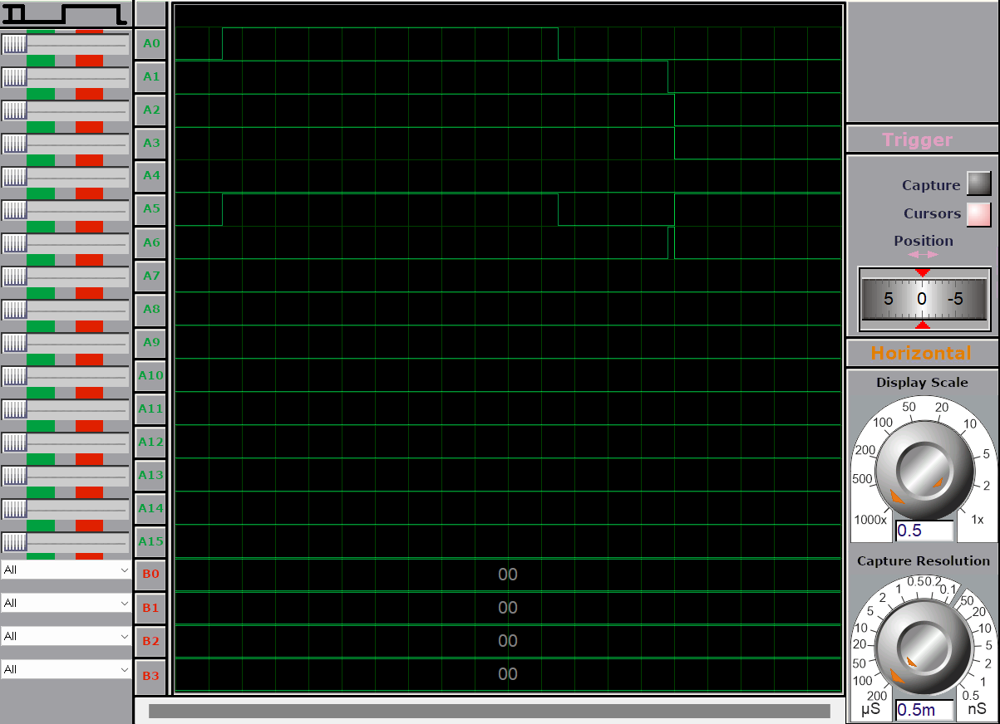 A0
A1
A2
A3
A4
A5
A6
A7
A8
A9
A10
A11
A12
A13
A14
A15
All
B0
00
All
B1
00
All
B2
00
All
B3
00
Trigger
Capture
Cursors
Position
5 0 -5
Horizontal
Display Scale
50 20
100 10
200 5
500 2
1000x 1x
0.5
Capture Resolution
1 0.5 0.2 0.1
2 50
5 20
10 10
20 5
50 2
100 1
200 0.5
µS 0.5m nS